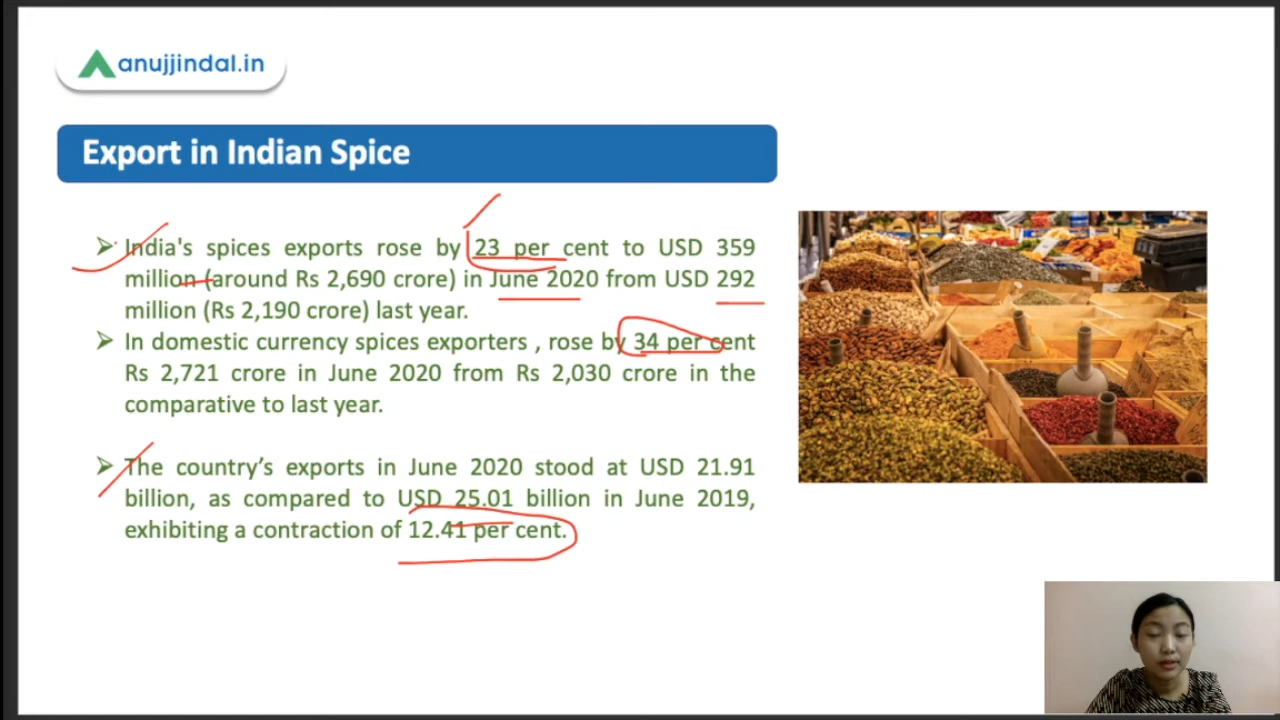 anujjindal.in
Export in Indian Spice
➢ India's spices exports rose by 23 per cent to USD 359
million (around Rs 2,690 crore) in June 2020 from USD 292
million (Rs 2,190 crore) last year.
➢ In domestic currency spices exporters , rose by 34 per cent
Rs 2,721 crore in June 2020 from Rs 2,030 crore in the
comparative to last year.
➢ The country’s exports in June 2020 stood at USD 21.91
billion, as compared to USD 25.01 billion in June 2019,
exhibiting a contraction of 12.41 per cent.